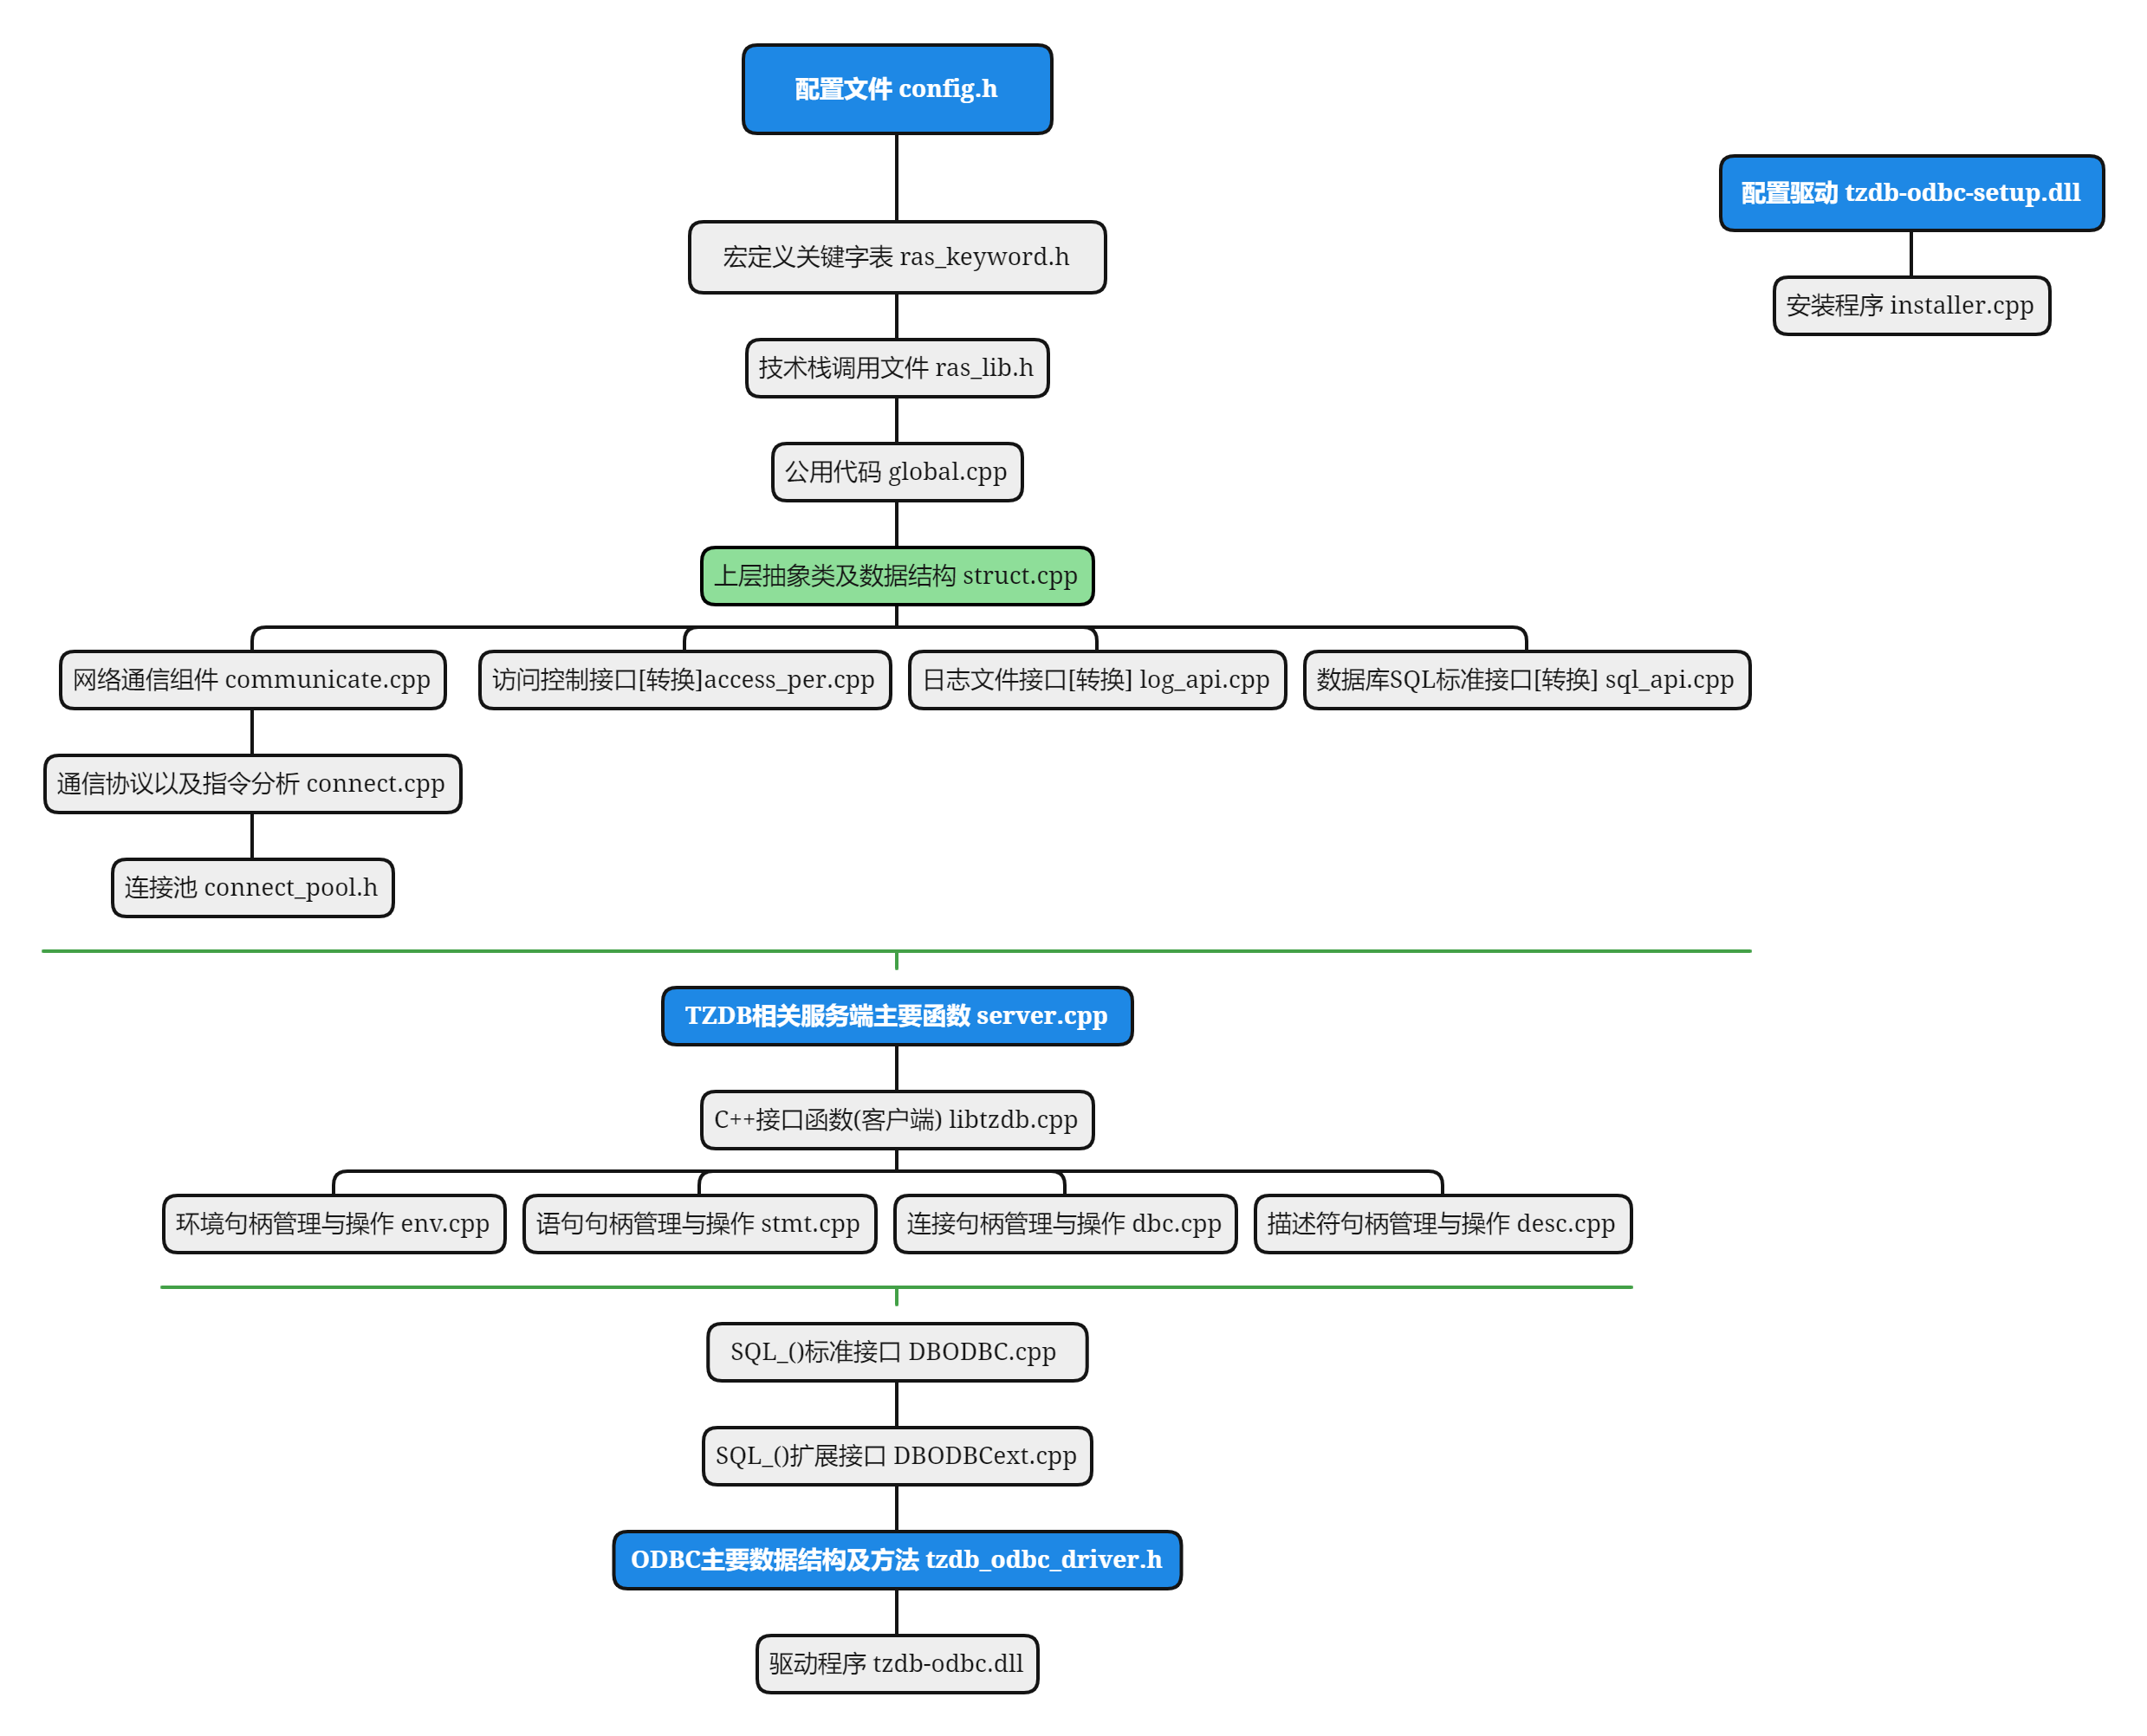 配置文件 config.h
配置驱动 tzdb-odbc-setup.dll
宏定义关键字表 ras_keyword.h
安装程序 installer.cpp
技术栈调用文件 ras_lib.h
公用代码 global.cpp
上层抽象类及数据结构 struct.cpp
网络通信组件 communicate.cpp
访问控制接口[转换]access_per.cpp
日志文件接口[转换] log_api.cpp
数据库SQL标准接口[转换] sql_api.cpp
通信协议以及指令分析 connect.cpp
连接池 connect_pool.h
TZDB相关服务端主要函数 server.cpp
C++接口函数(客户端) libtzdb.cpp
环境句柄管理与操作 env.cpp
语句句柄管理与操作 stmt.cpp
连接句柄管理与操作 dbc.cpp
描述符句柄管理与操作 desc.cpp
SQL_()标准接口 DBODBC.cpp
SQL_()扩展接口 DBODBCext.cpp
ODBC主要数据结构及方法 tzdb_odbc_driver.h
驱动程序 tzdb-odbc.dll